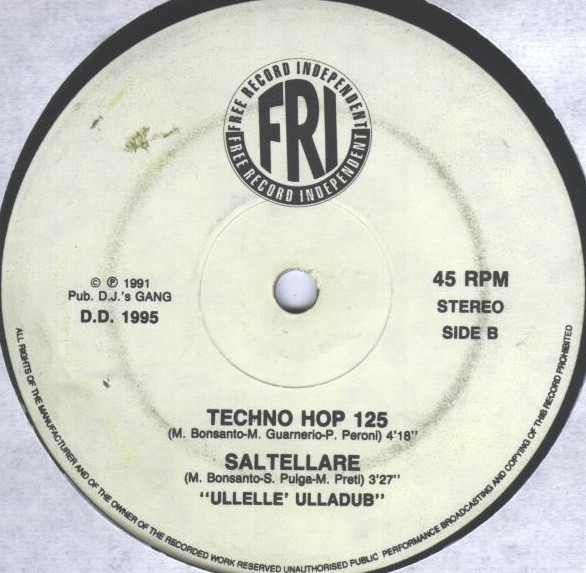 FREE RECORD INDEPENDENT
FRI
FREE RECORD INDEPENDENT
© ℗ 1991
Pub. D.J.'s GANG
D.D. 1995
45 RPM
STEREO
SIDE B
TECHNO HOP 125
(M. Bonsanto-M. Guarnerio-P. Peroni) 4'18"
SALTELLARE
(M. Bonsanto-S. Pulga-M. Preti) 3'27"
"ULLELLE' ULLADUB"
ALL RIGHTS OF THE MANUFACTURER AND OF THE OWNER OF THE RECORDED WORK RESERVED UNAUTHORISED PUBLIC PERFORMANCE BROADCASTING AND COPYING OF THIS RECORD PROHIBITED